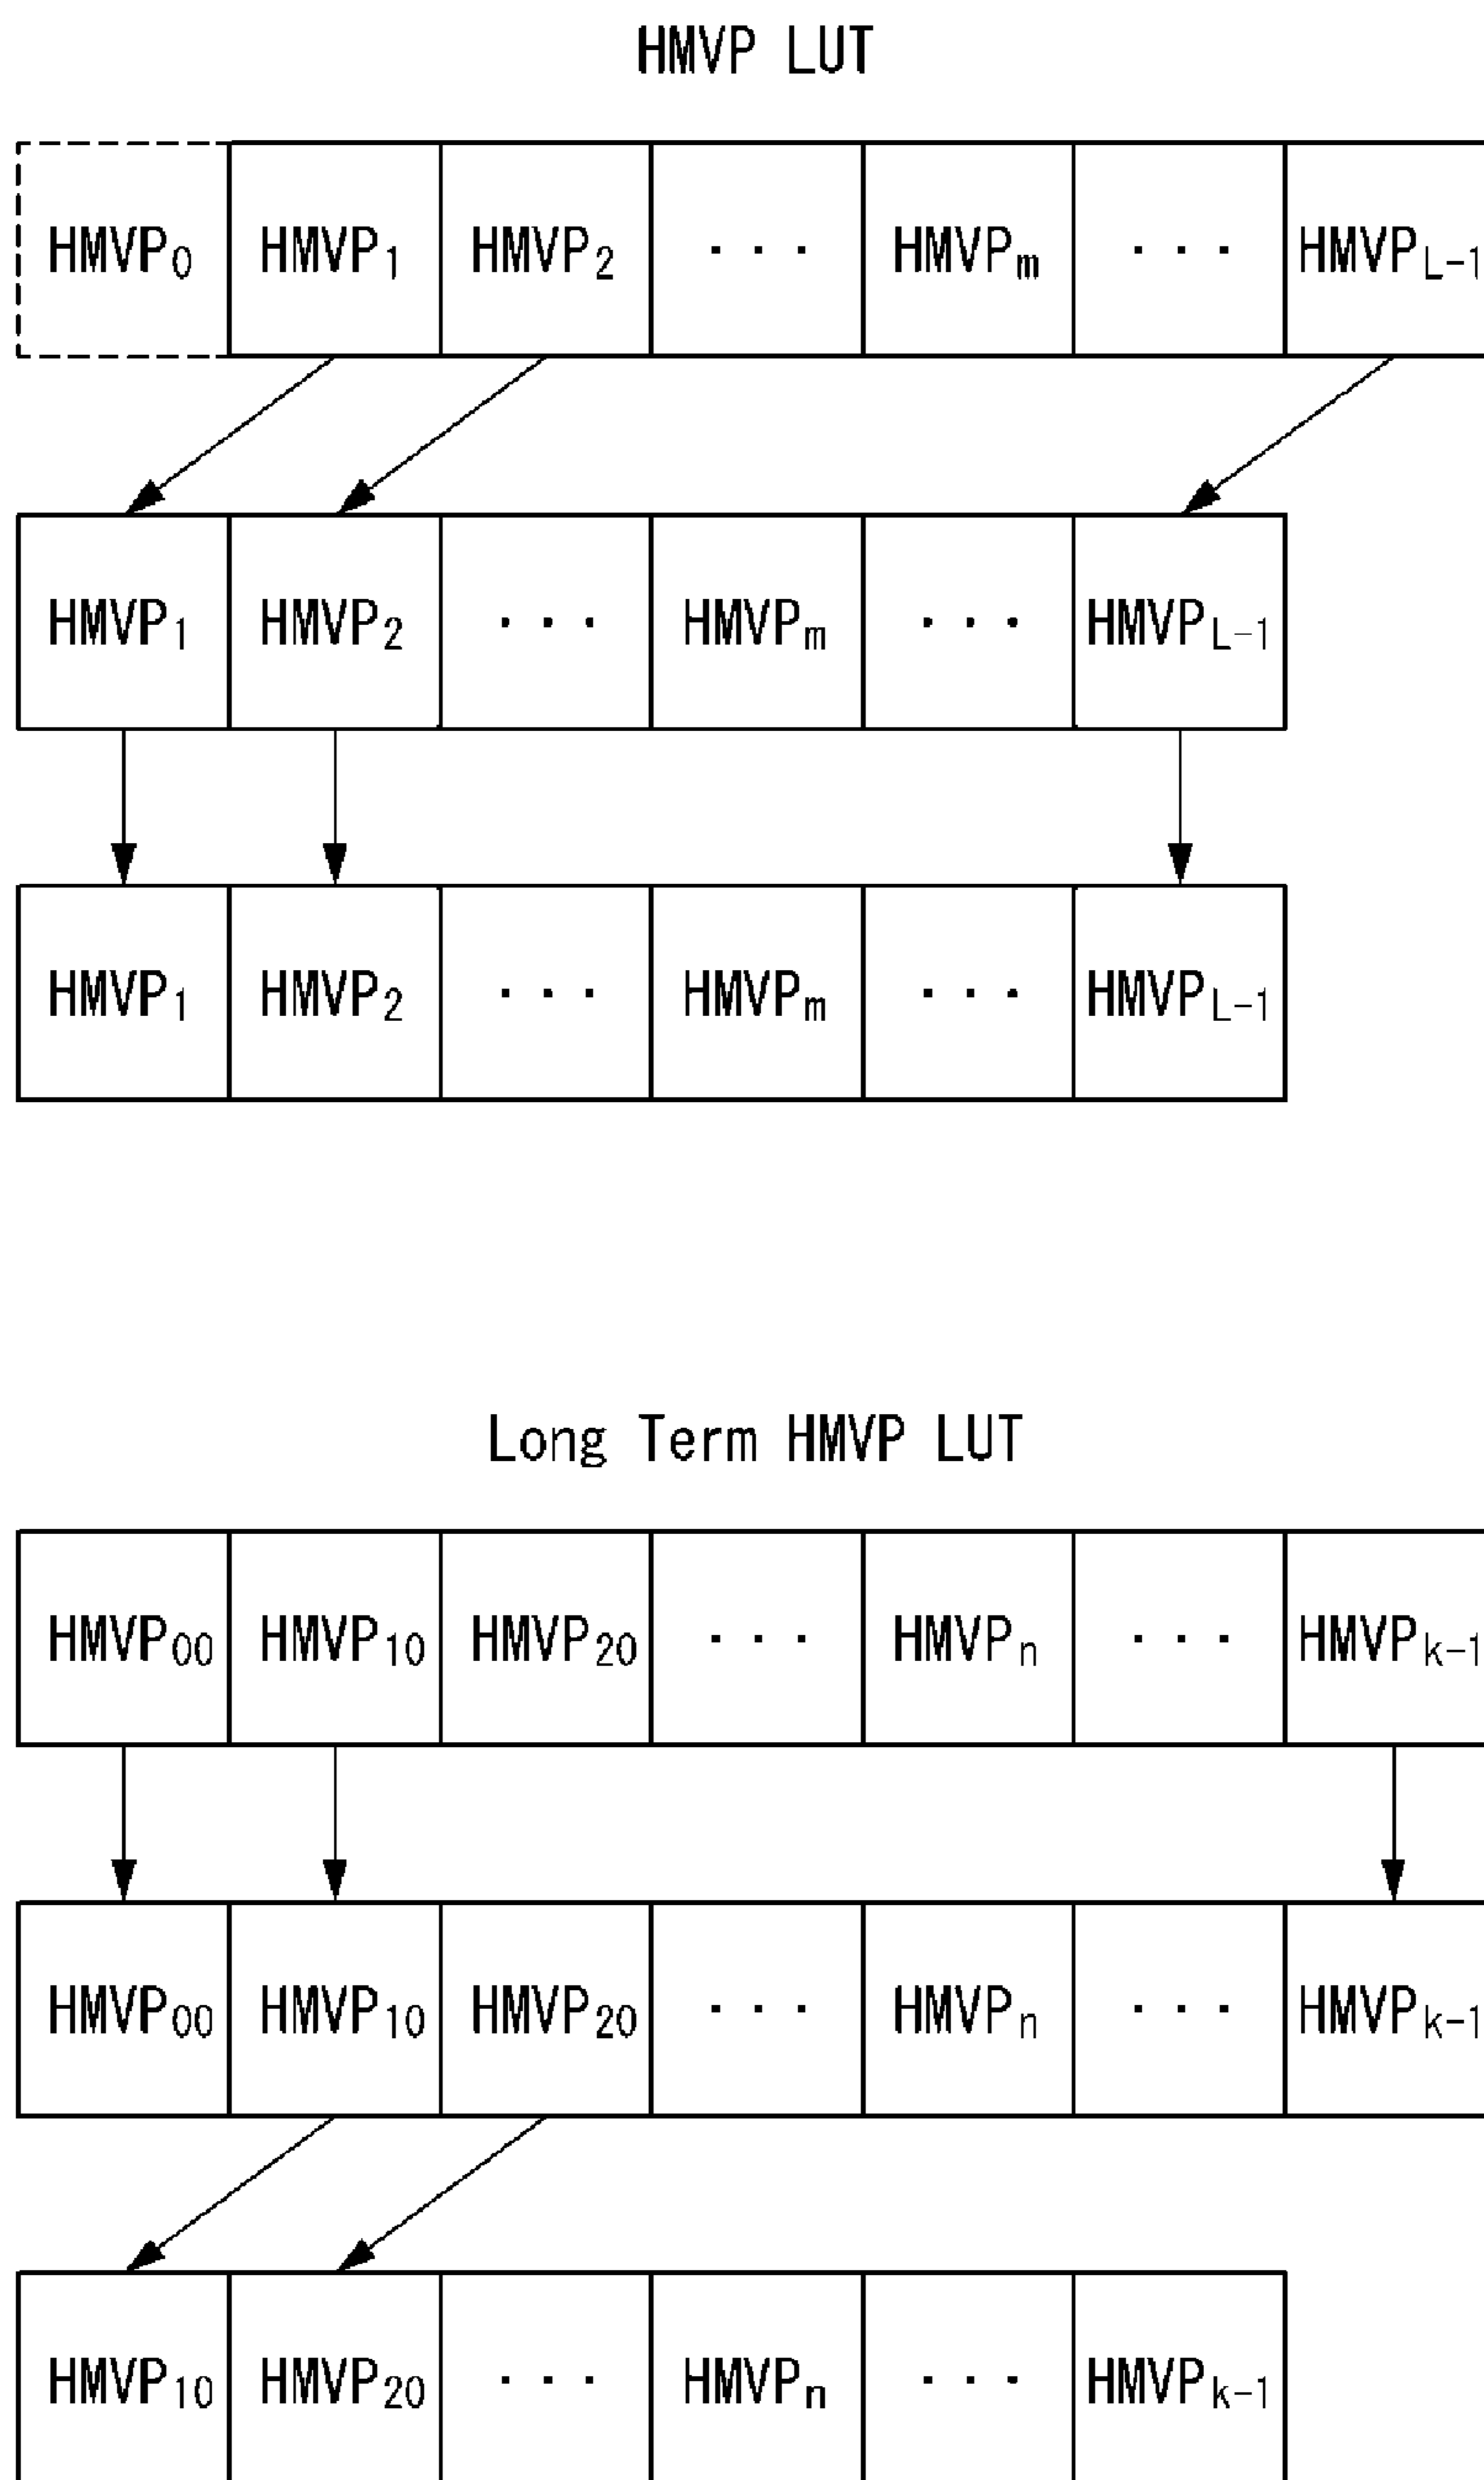 HMVP LUT
HMVP0 HMVP1 HMVP2 ... HMVPm ... HMVPL-1
HMVP1 HMVP2 ... HMVPm ... HMVPL-1
HMVP1 HMVP2 ... HMVPm ... HMVPL-1
Long Term HMVP LUT
HMVP00 HMVP10 HMVP20 ... HMVPn ... HMVPk-1
HMVP00 HMVP10 HMVP20 ... HMVPn ... HMVPk-1
HMVP10 HMVP20 ... HMVPn ... HMVPk-1